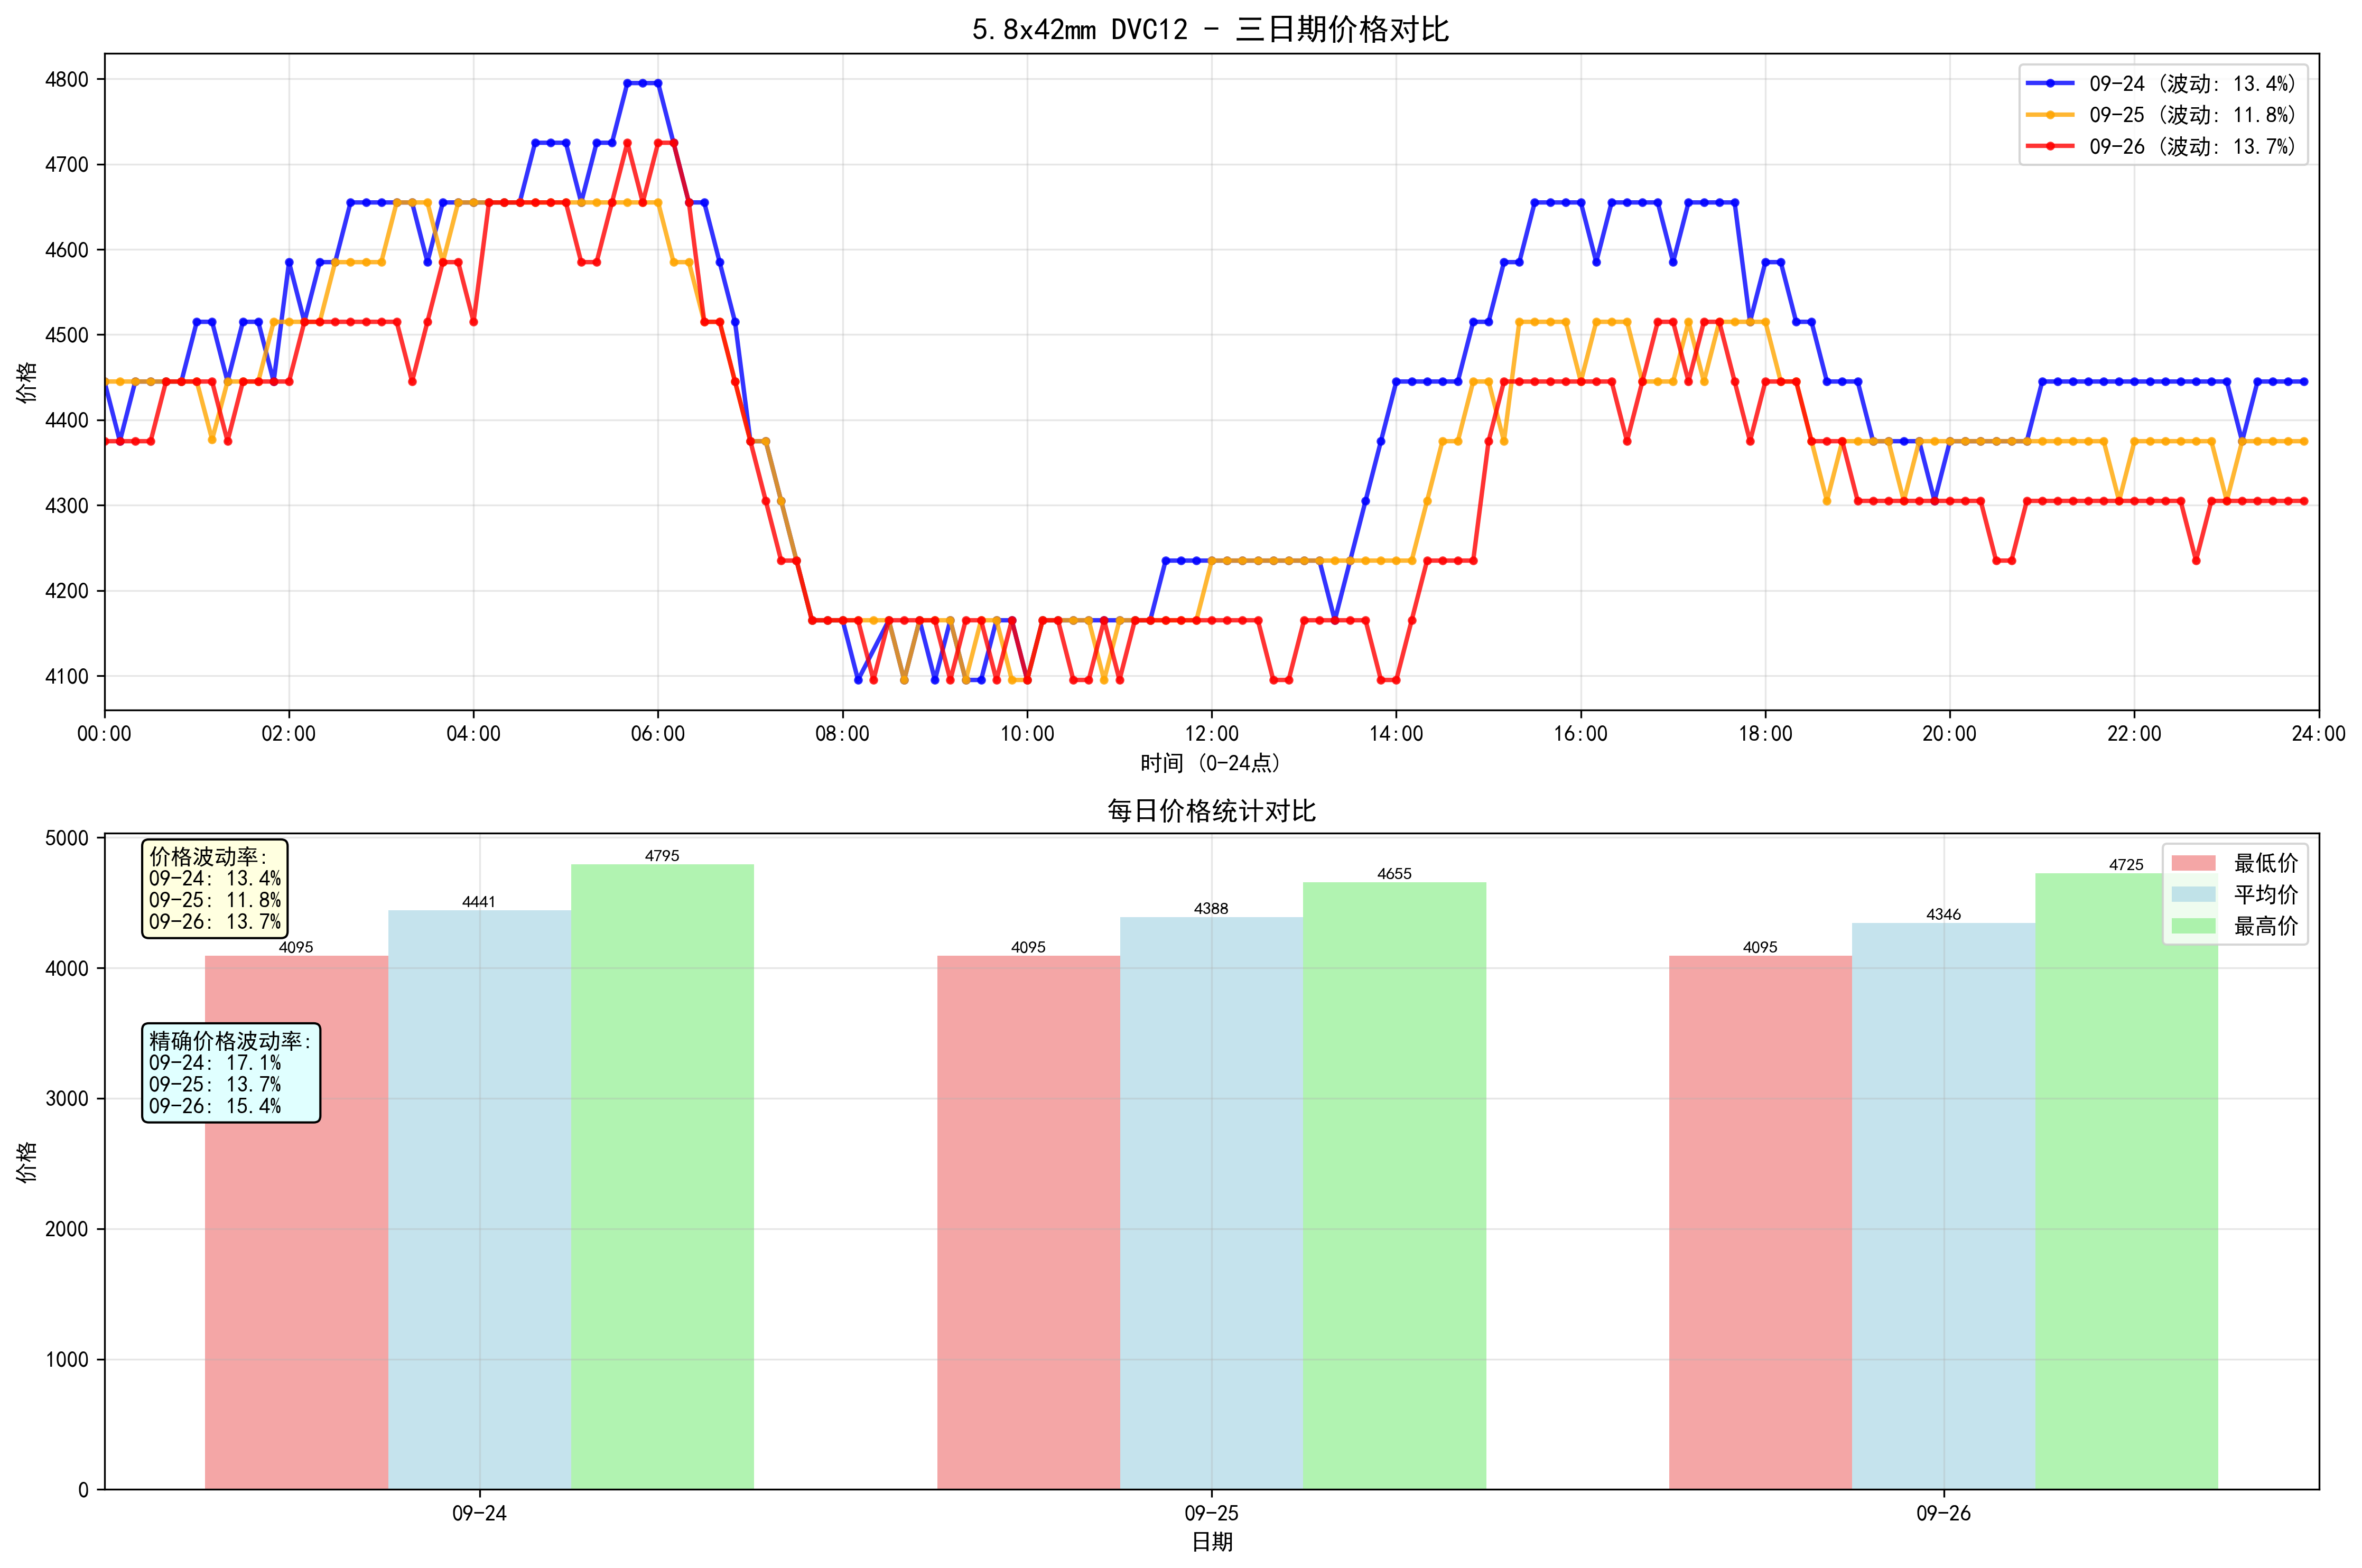 5.8x42mm DVC12 - 三日期价格对比
09-24 (波动: 13.4%)
09-25 (波动: 11.8%)
09-26 (波动: 13.7%)
价格
4800
4700
4600
4500
4400
4300
4200
4100
00:00 02:00 04:00 06:00 08:00 10:00 12:00 14:00 16:00 18:00 20:00 22:00 24:00
时间 (0-24点)
每日价格统计对比
价格波动率:
09-24: 13.4%
09-25: 11.8%
09-26: 13.7%
精确价格波动率:
09-24: 17.1%
09-25: 13.7%
09-26: 15.4%
最低价
平均价
最高价
4095 4441 4795 4095 4388 4655 4095 4346 4725
价格
5000
4000
3000
2000
1000
0
09-24 09-25 09-26
日期